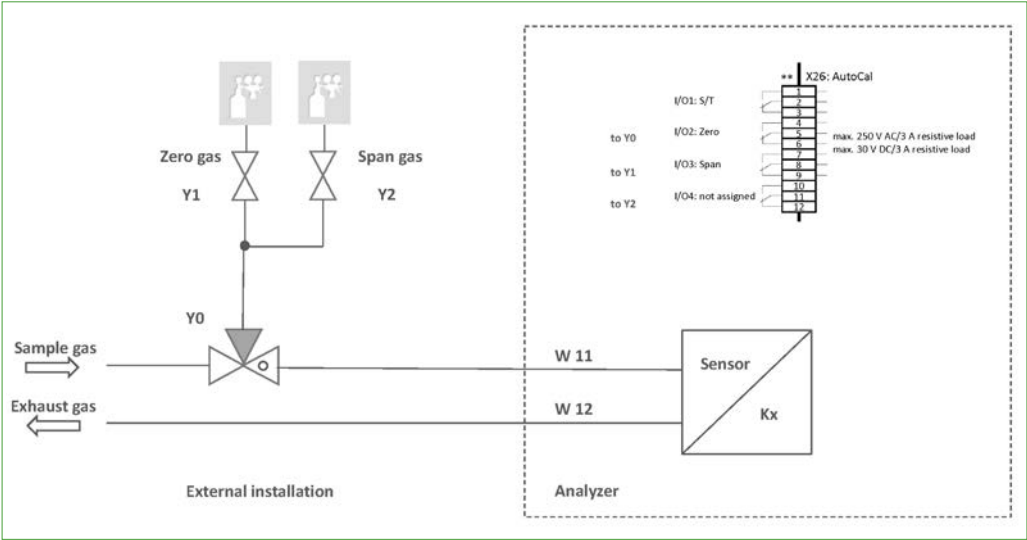 ** X26: AutoCal
I/O1: S/T
1
2
3
to Y0
I/O2: Zero
4
5
6
max. 250 V AC/3 A resistive load
max. 30 V DC/3 A resistive load
to Y1
I/O3: Span
7
8
9
to Y2
I/O4: not assigned
10
11
12
Zero gas
Span gas
Y1
Y2
Y0
Sample gas
W 11
Sensor
Exhaust gas
W 12
Kx
External installation
Analyzer